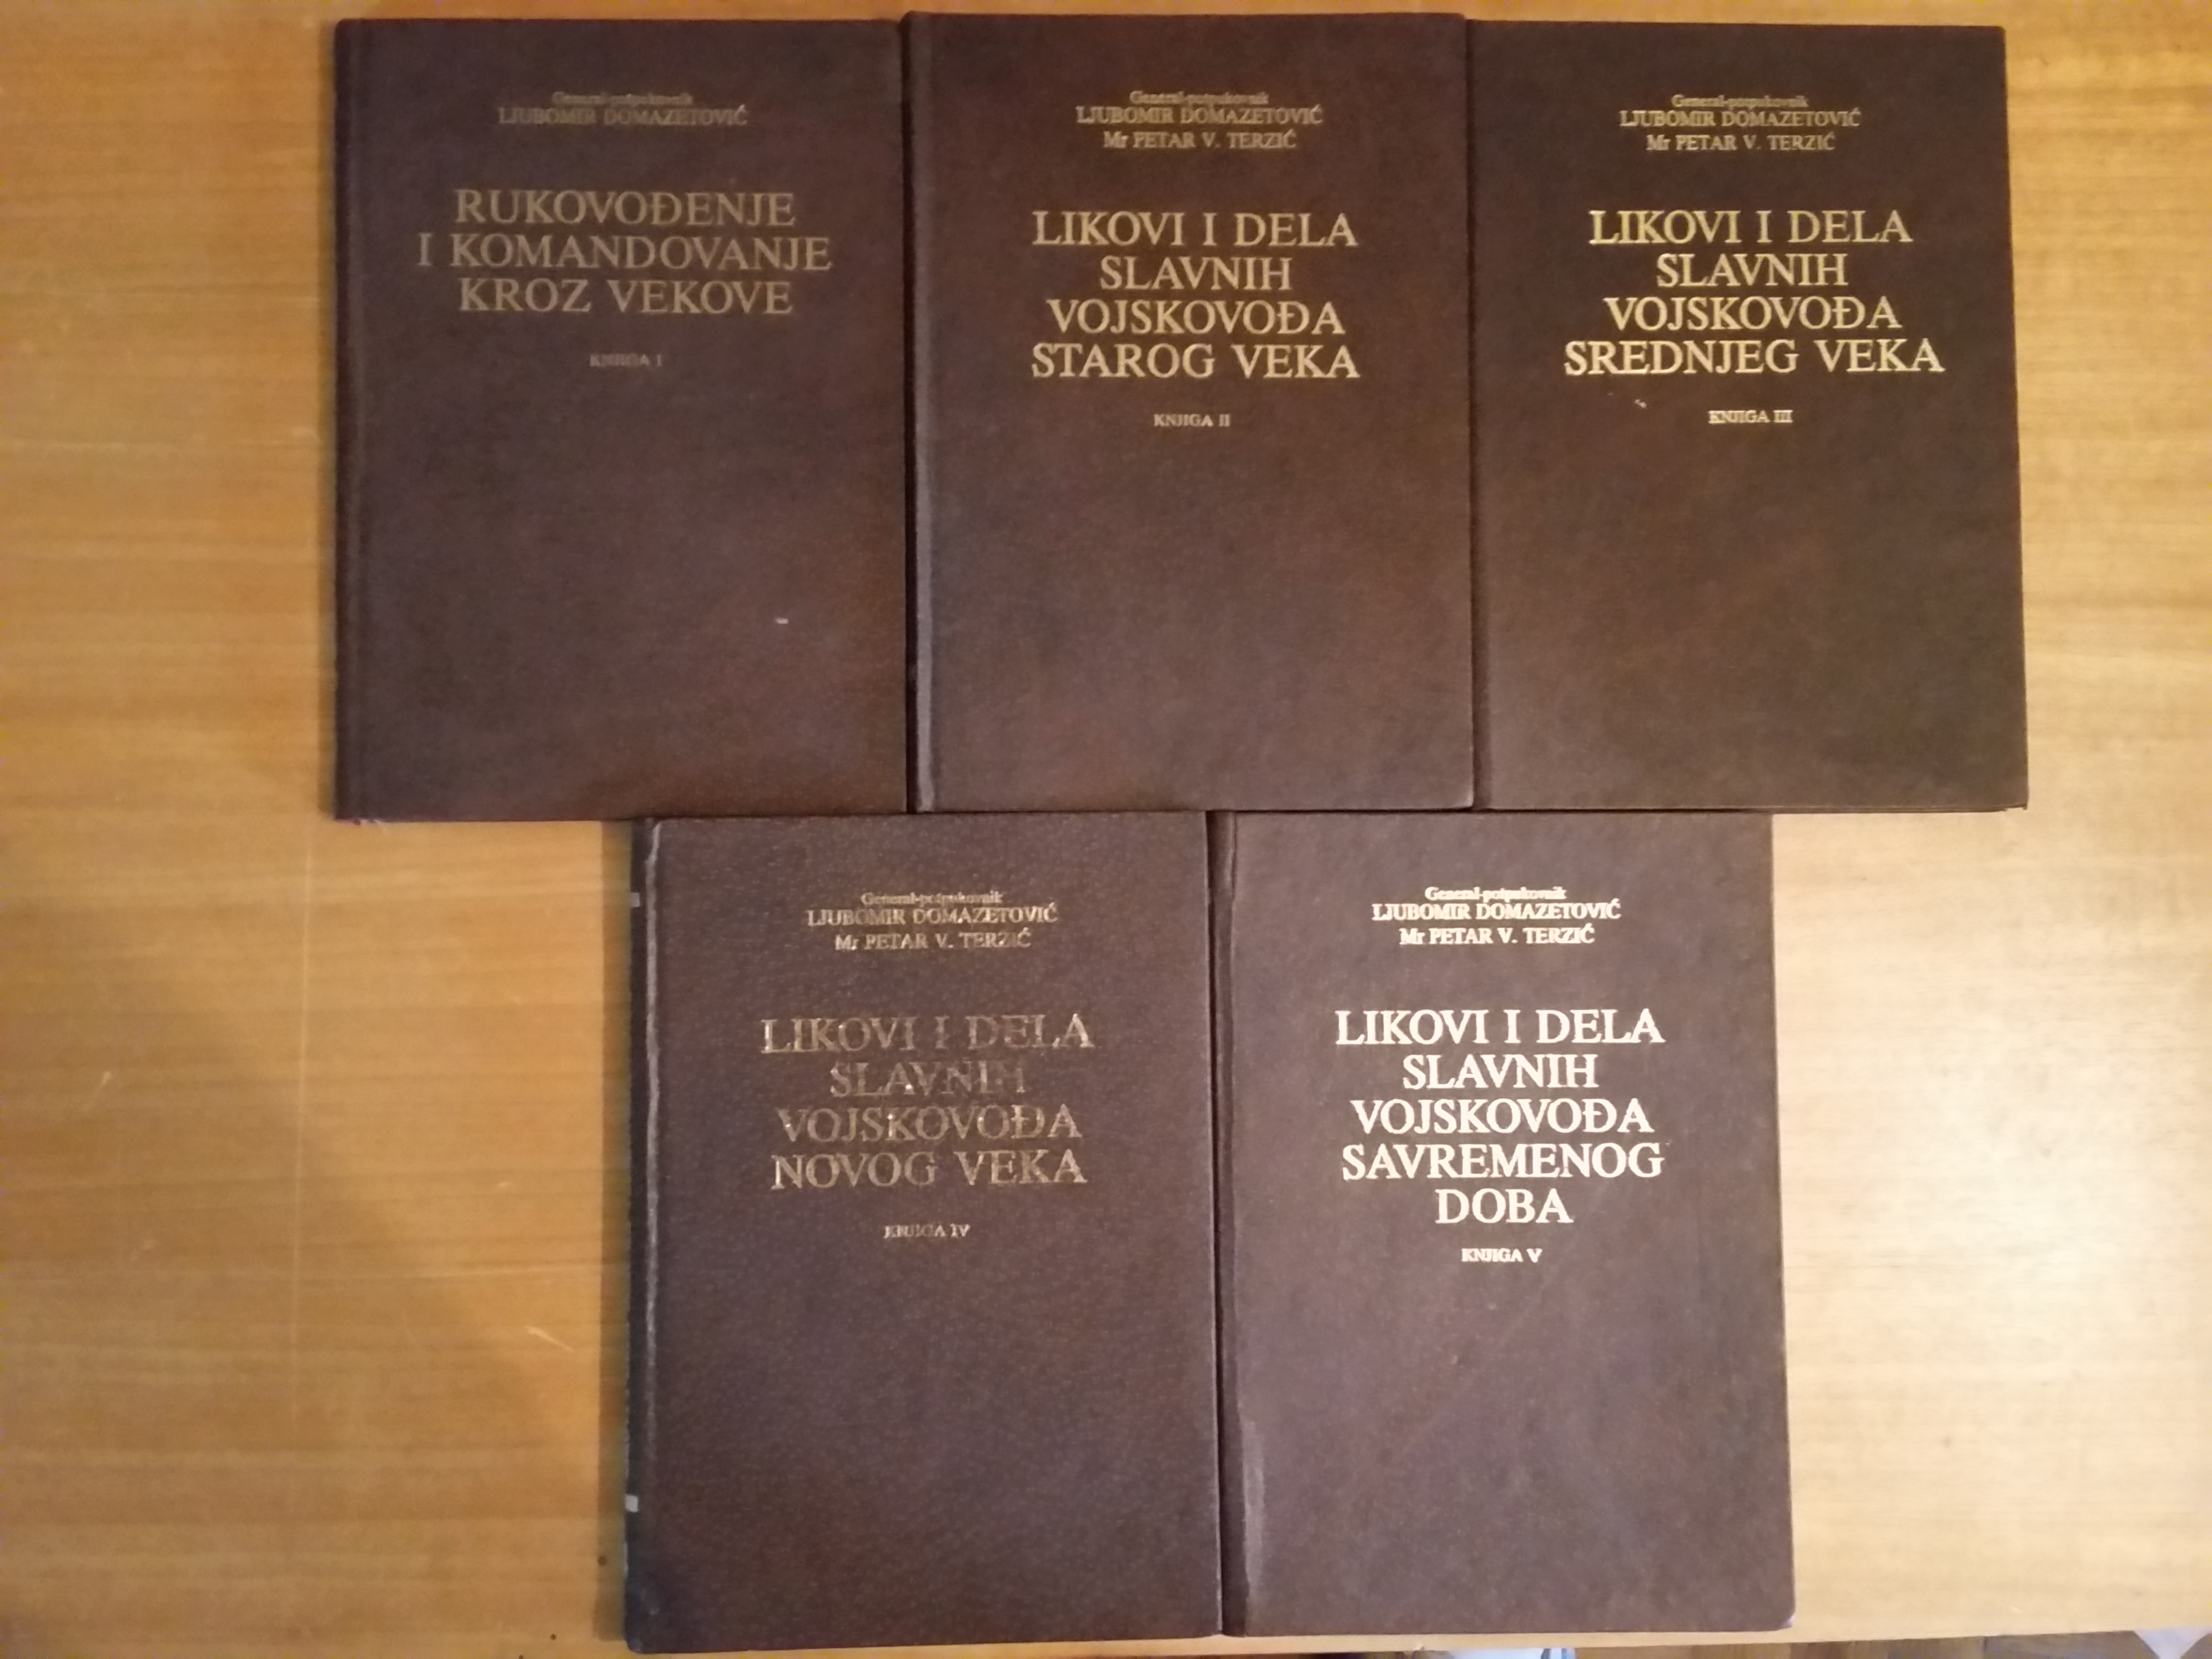 General-potpukovnik
LJUBOMIR DOMAZETOVIĆ
RUKOVOĐENJE
I KOMANDOVANJE
KROZ VEKOVE
KNJIGA I
General-potpukovnik
LJUBOMIR DOMAZETOVIĆ
Mr PETAR V. TERZIĆ
LIKOVI I DELA
SLAVNIH
VOJSKOVOĐA
STAROG VEKA
KNJIGA II
General-potpukovnik
LJUBOMIR DOMAZETOVIĆ
Mr PETAR V. TERZIĆ
LIKOVI I DELA
SLAVNIH
VOJSKOVOĐA
SREDNJEG VEKA
KNJIGA III
General-potpukovnik
LJUBOMIR DOMAZETOVIĆ
Mr PETAR V. TERZIĆ
LIKOVI I DELA
SLAVNIH
VOJSKOVOĐA
NOVOG VEKA
KNJIGA IV
General-potpukovnik
LJUBOMIR DOMAZETOVIĆ
Mr PETAR V. TERZIĆ
LIKOVI I DELA
SLAVNIH
VOJSKOVOĐA
SAVREMENOG
DOBA
KNJIGA V